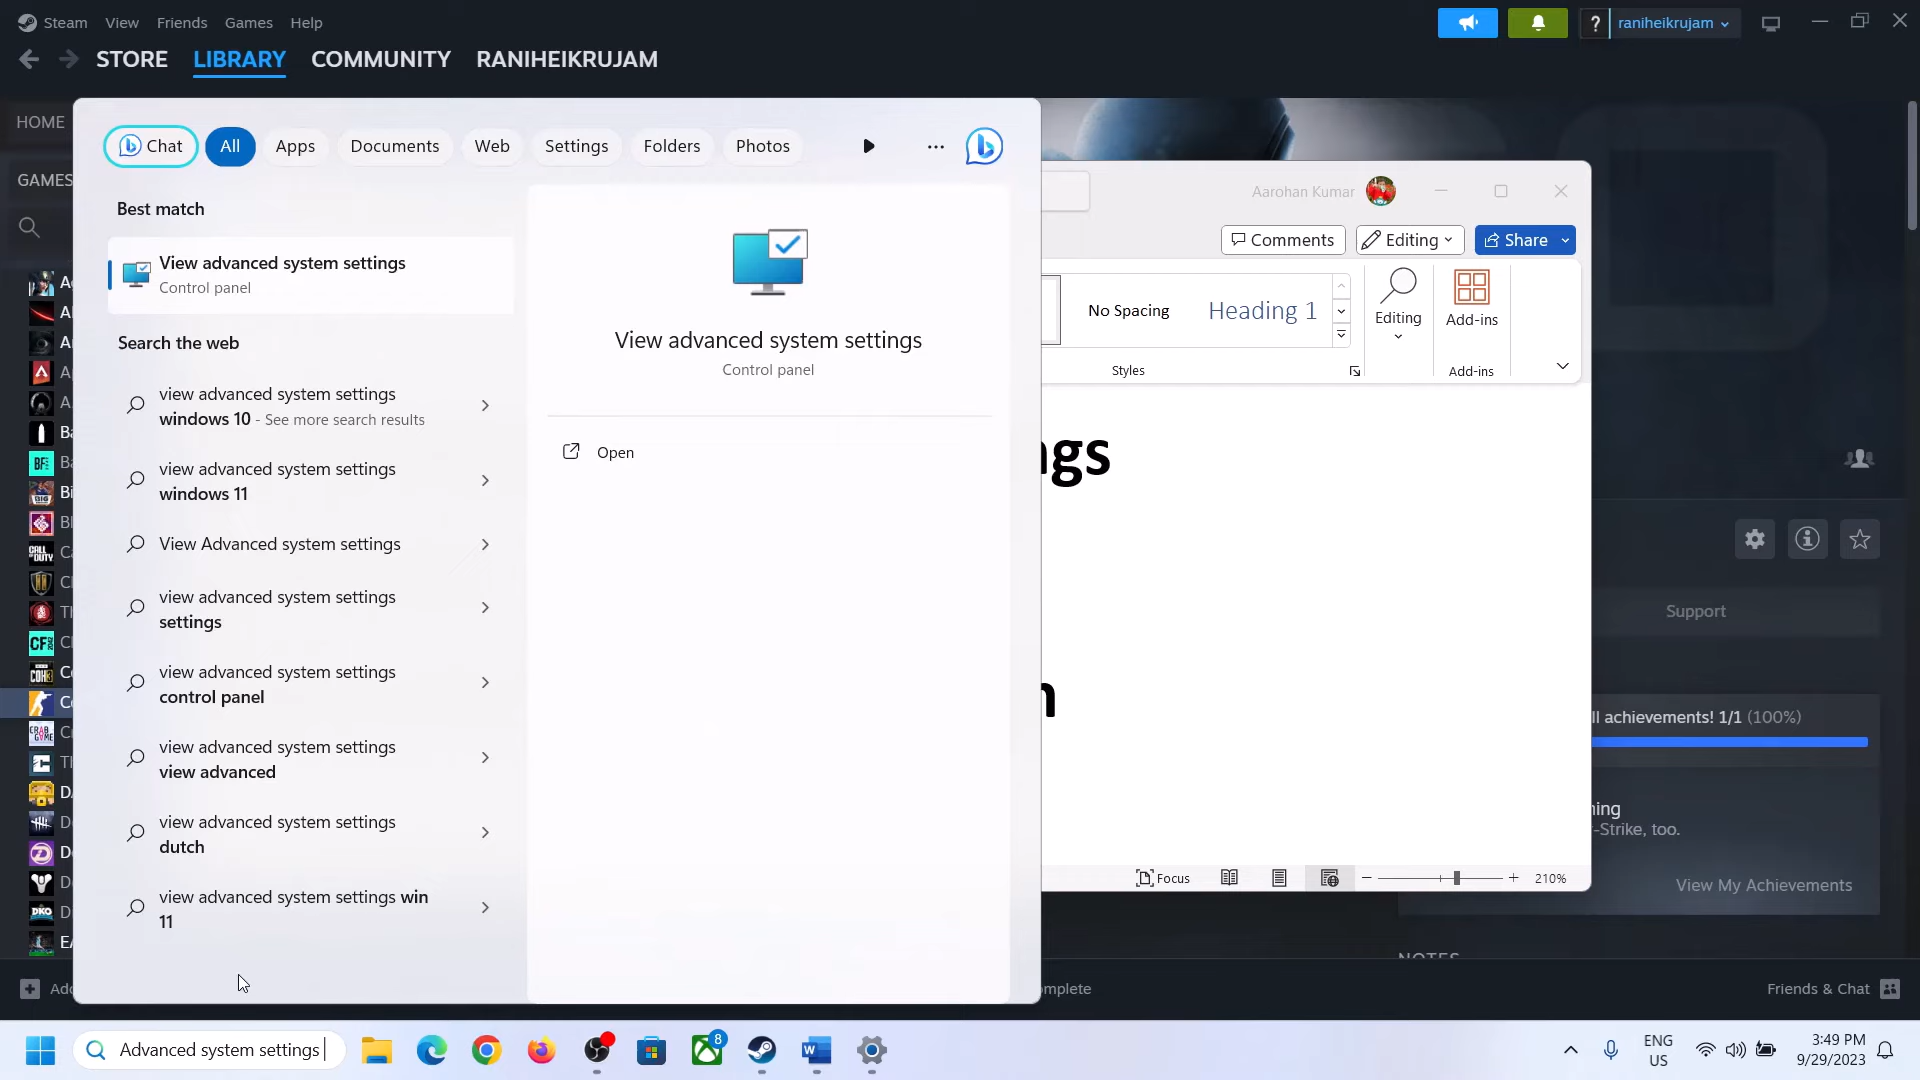 Steam View Friends Games Help
? raniheikrujam
STORE LIBRARY COMMUNITY RANIHEIKRUJAM
HOME
GAMES
Chat All Apps Documents Web Settings Folders Photos
Best match
View advanced system settings
Control panel
Search the web
view advanced system settings
windows 10 - See more search results
view advanced system settings
windows 11
View Advanced system settings
view advanced system settings
settings
view advanced system settings
control panel
view advanced system settings
view advanced
view advanced system settings
dutch
view advanced system settings win
11
View advanced system settings
Control panel
Open
Aarohan Kumar
Comments Editing Share
No Spacing Heading 1
Editing
Add-ins
Styles
Add-ins
ngs
n
Focus 210%
Support
ll achievements! 1/1 (100%)
ning
-Strike, too.
View My Achievements
NOTES
Add
mplete
Friends & Chat
Advanced system settings
8
ENG
US
3:49 PM
9/29/2023